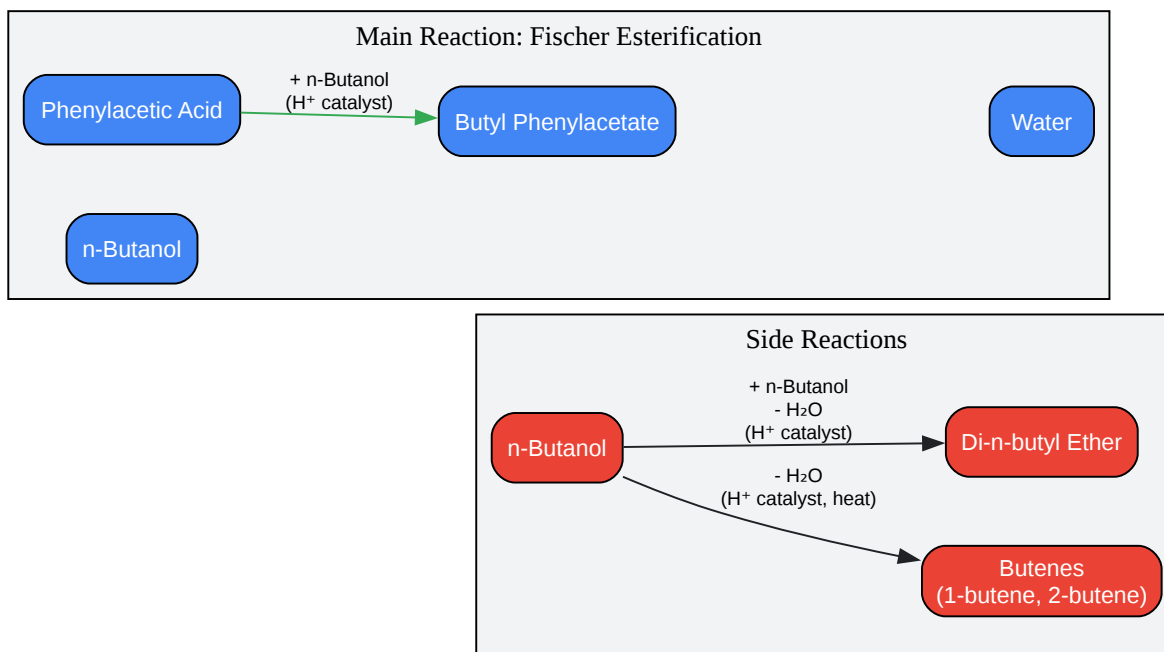 Main Reaction: Fischer Esterification
Phenylacetic Acid
+ n-Butanol
(H⁺ catalyst)
Butyl Phenylacetate
Water
n-Butanol
Side Reactions
n-Butanol
+ n-Butanol
- H₂O
(H⁺ catalyst)
Di-n-butyl Ether
- H₂O
(H⁺ catalyst, heat)
Butenes
(1-butene, 2-butene)